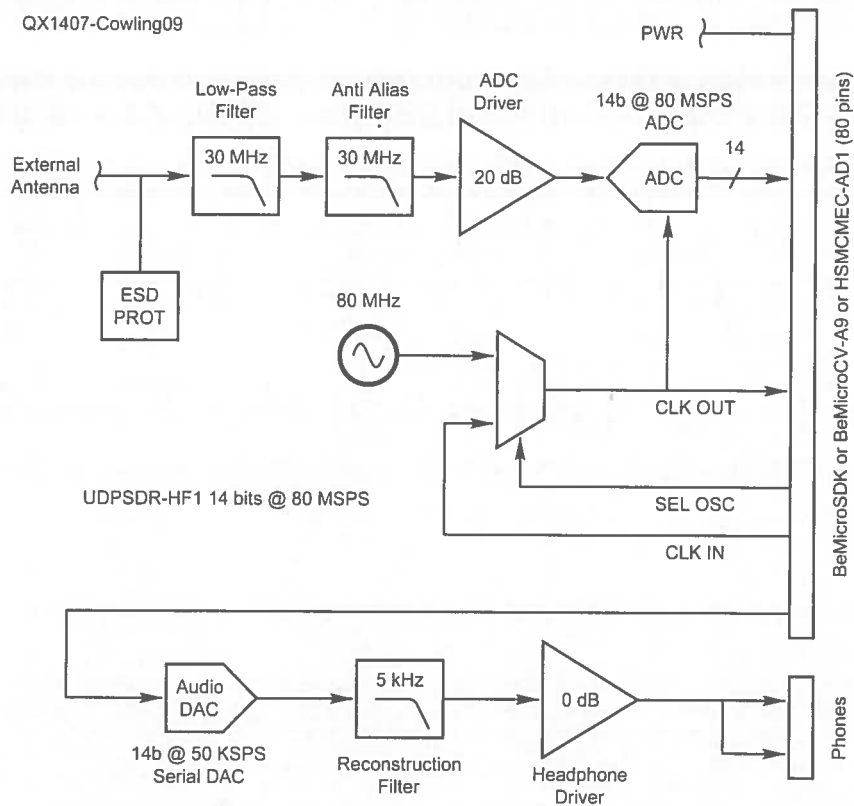 QX1407-Cowling09
PWR
Low-Pass
Filter
Anti Alias
Filter
ADC
Driver
14b @ 80 MSPS
ADC
External
Antenna
30 MHz
30 MHz
20 dB
ADC
14
ESD
PROT
80 MHz
CLK OUT
UDPSDR-HF1 14 bits @ 80 MSPS
SEL OSC
CLK IN
BeMicroSDK or BeMicroCV-A9 or HSMCMEC-AD1 (80 pins)
Audio
DAC
5 kHz
0 dB
Phones
14b @ 50 KSPS
Serial DAC
Reconstruction
Filter
Headphone
Driver